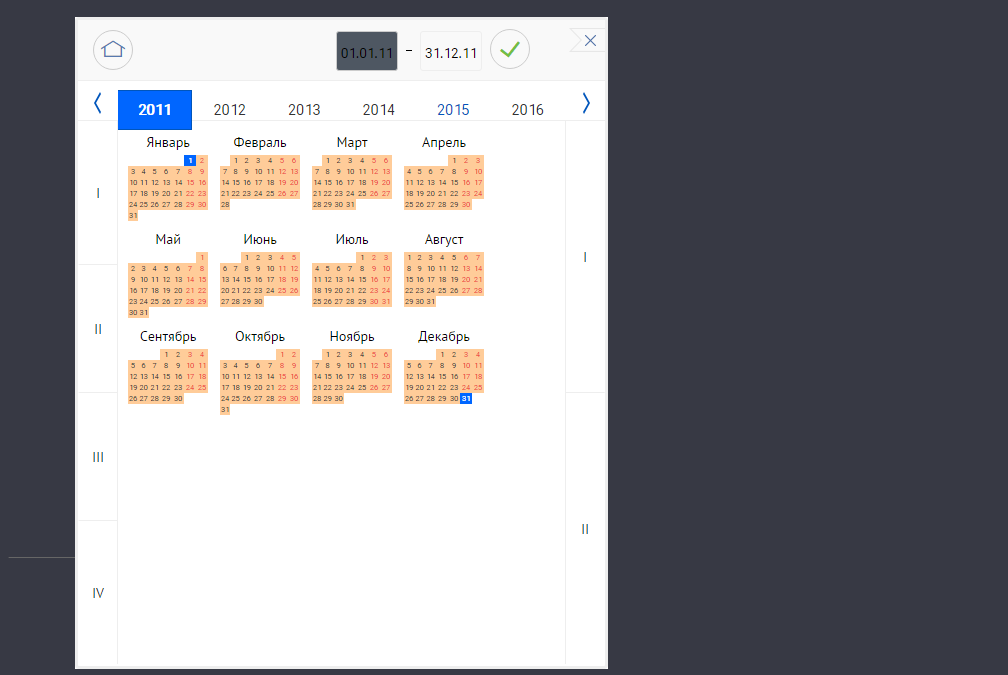 01.01.11 – 31.12.11
2011 2012 2013 2014 2015 2016
I
II
III
IV
Январь
1 2
3 4 5 6 7 8 9
10 11 12 13 14 15 16
17 18 19 20 21 22 23
24 25 26 27 28 29 30
31
Февраль
1 2 3 4 5 6
7 8 9 10 11 12 13
14 15 16 17 18 19 20
21 22 23 24 25 26 27
28
Март
1 2 3 4 5 6
7 8 9 10 11 12 13
14 15 16 17 18 19 20
21 22 23 24 25 26 27
28 29 30 31
Апрель
1 2 3
4 5 6 7 8 9 10
11 12 13 14 15 16 17
18 19 20 21 22 23 24
25 26 27 28 29 30
Май
1
2 3 4 5 6 7 8
9 10 11 12 13 14 15
16 17 18 19 20 21 22
23 24 25 26 27 28 29
30 31
Июнь
1 2 3 4 5
6 7 8 9 10 11 12
13 14 15 16 17 18 19
20 21 22 23 24 25 26
27 28 29 30
Июль
1 2 3
4 5 6 7 8 9 10
11 12 13 14 15 16 17
18 19 20 21 22 23 24
25 26 27 28 29 30 31
Август
1 2 3 4 5 6 7
8 9 10 11 12 13 14
15 16 17 18 19 20 21
22 23 24 25 26 27 28
29 30 31
Сентябрь
1 2 3 4
5 6 7 8 9 10 11
12 13 14 15 16 17 18
19 20 21 22 23 24 25
26 27 28 29 30
Октябрь
1 2
3 4 5 6 7 8 9
10 11 12 13 14 15 16
17 18 19 20 21 22 23
24 25 26 27 28 29 30
31
Ноябрь
1 2 3 4 5 6
7 8 9 10 11 12 13
14 15 16 17 18 19 20
21 22 23 24 25 26 27
28 29 30
Декабрь
1 2 3 4
5 6 7 8 9 10 11
12 13 14 15 16 17 18
19 20 21 22 23 24 25
26 27 28 29 30 31
I
II